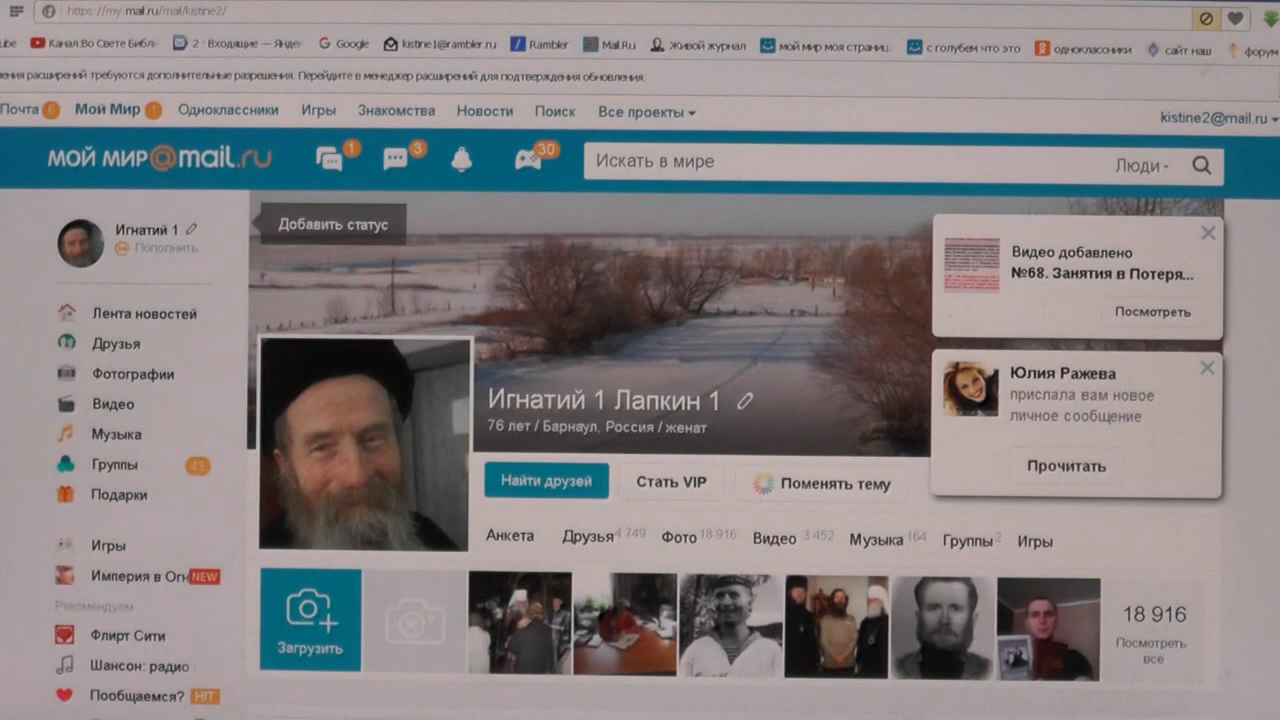 https://my.mail.ru/mail/kistine2/
ube Канал:Во Свете Библ 2 · Входящие — Янде Google kistine1@rambler.ru Rambler Mail.Ru Живой журнал мой мир моя страниц с голубем что это одноклассники сайт наш форум
ения расширений требуются дополнительные разрешения. Перейдите в менеджер расширений для подтверждения обновления.
Почта 6 Мой Мир 1 Одноклассники Игры Знакомства Новости Поиск Все проекты
kistine2@mail.ru
МОЙ МИР@mail.ru 1 3 30 Искать в мире Люди
Игнатий 1
Пополнить
Добавить статус
Лента новостей
Друзья
Фотографии
Видео
Музыка
Группы 43
Подарки
Игры
Империя в Огн NEW
Рекомендуем
Флирт Сити
Шансон: радио
Пообщаемся? HIT
Игнатий 1 Лапкин 1
76 лет / Барнаул, Россия / женат
Найти друзей Стать VIP Поменять тему
Анкета Друзья 4 749 Фото 18 916 Видео 3 452 Музыка 164 Группы 2 Игры
Загрузить
18 916
Посмотреть
все
Видео добавлено
№68. Занятия в Потеря...
Посмотреть
Юлия Ражева
прислала вам новое
личное сообщение
Прочитать